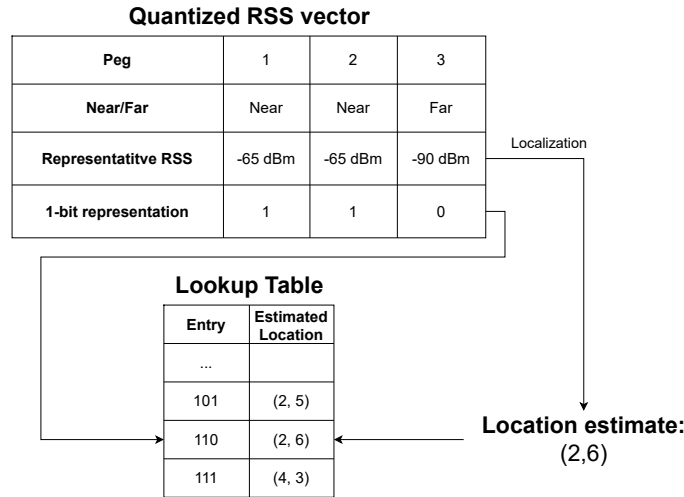 Quantized RSS vector
Peg 1 2 3
Near/Far Near Near Far
Representatitve RSS -65 dBm -65 dBm -90 dBm
Localization
1-bit representation 1 1 0
Lookup Table
Entry Estimated
Location
...
101 (2, 5)
110 (2, 6)
111 (4, 3)
Location estimate:
(2,6)